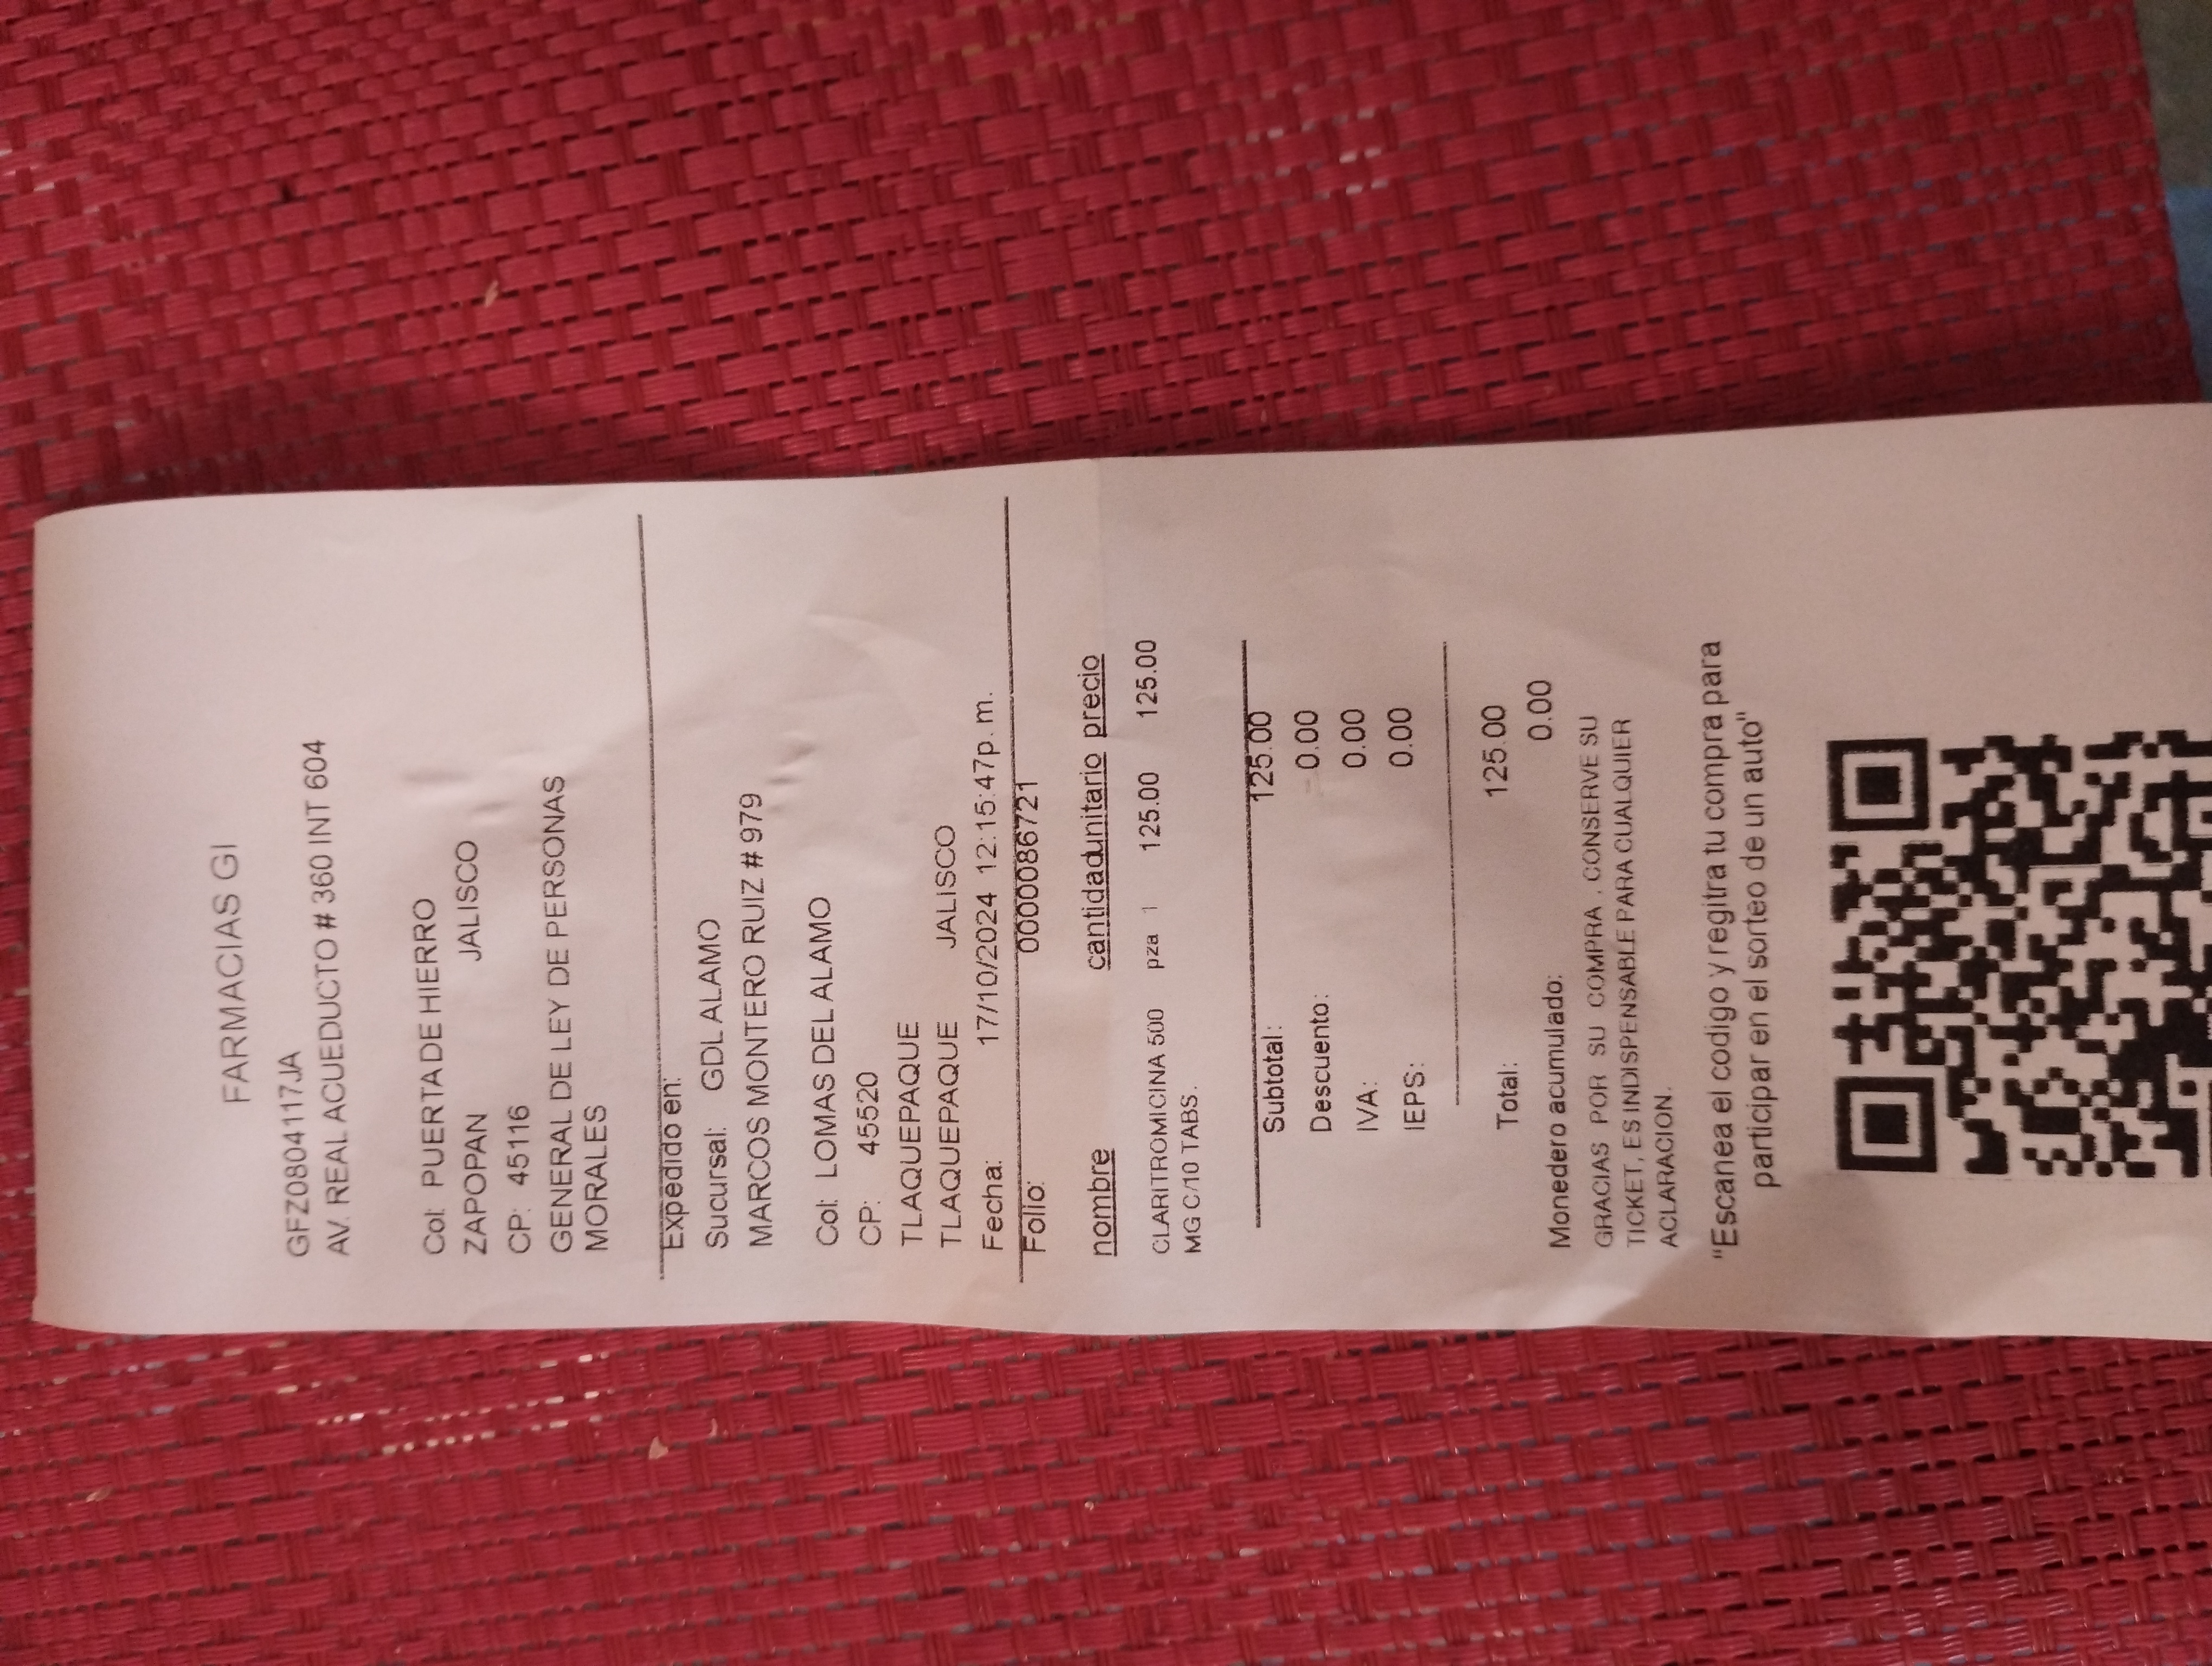 FARMACIAS GI
GFZ0804117JA
AV. REAL ACUEDUCTO # 360 INT 604
Col: PUERTA DE HIERRO
ZAPOPAN JALISCO
CP: 45116
GENERAL DE LEY DE PERSONAS
MORALES
Expedido en:
Sucursal: GDL ALAMO
MARCOS MONTERO RUIZ # 979
Col: LOMAS DEL ALAMO
CP: 45520
TLAQUEPAQUE
TLAQUEPAQUE JALISCO
Fecha: 17/10/2024 12:15:47p. m.
Folio: 0000086721
nombre cantidadunitario precio
CLARITROMICINA 500 pza 1 125.00 125.00
MG C/10 TABS.
Subtotal: 125.00
Descuento: 0.00
IVA: 0.00
IEPS: 0.00
Total: 125.00
Monedero acumulado: 0.00
GRACIAS POR SU COMPRA , CONSERVE SU
TICKET, ES INDISPENSABLE PARA CUALQUIER
ACLARACION.
"Escanea el codigo y regitra tu compra para
participar en el sorteo de un auto"